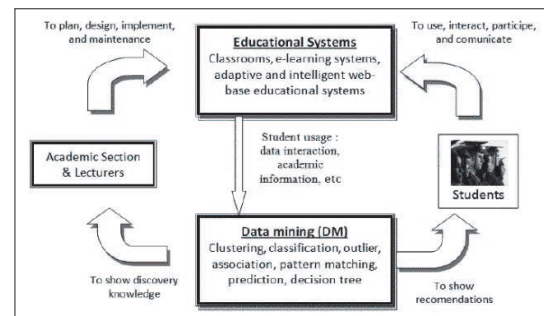 To plan, design, implement,
and maintenance
Educational Systems
Classrooms, e-learning systems,
adaptive and intelligent web-
base educational systems
To use, interact, participe,
and comunicate
Student usage :
data interaction,
academic
information, etc
Academic Section
& Lecturers
Students
Data mining (DM)
Clustering, classification, outlier,
association, pattern matching,
prediction, decision tree
To show discovery
knowledge
To show
recomendations